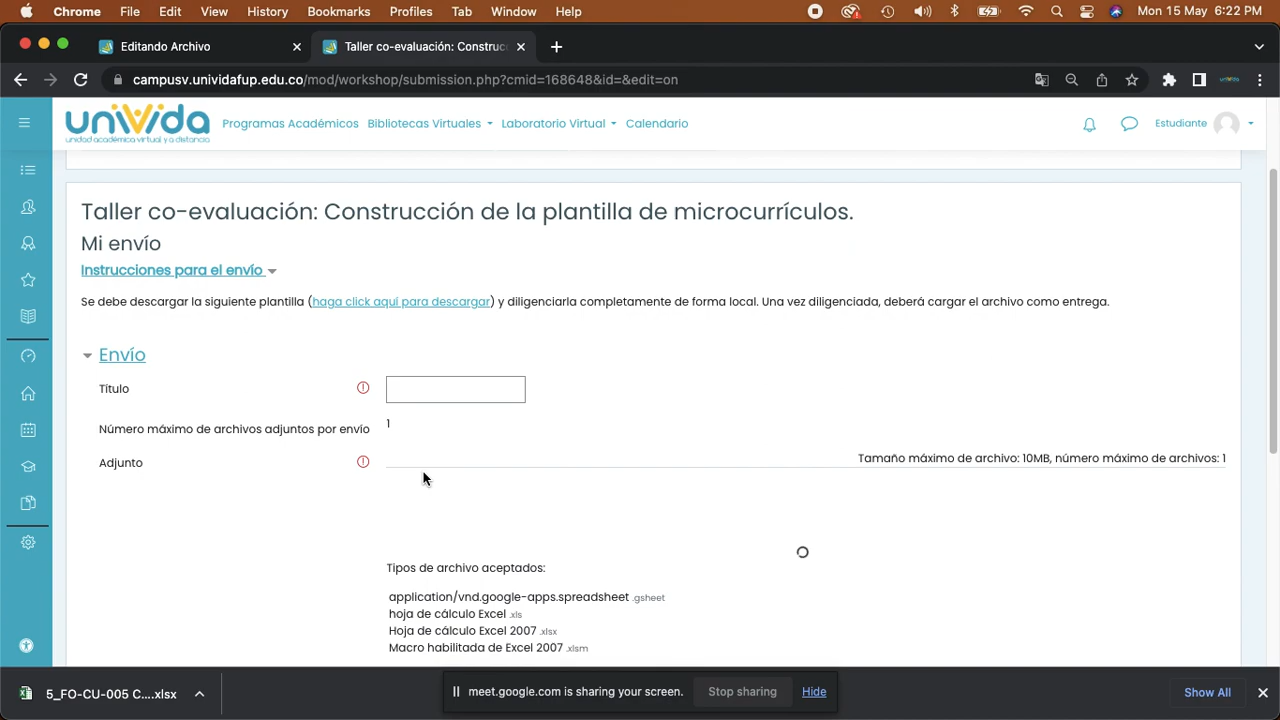 Chrome File Edit View History Bookmarks Profiles Tab Window Help Mon 15 May 6:22 PM
Editando Archivo
Taller co-evaluación: Construcc
campusv.unividafup.edu.co/mod/workshop/submission.php?cmid=168648&id=&edit=on
univida
unidad académica virtual y a distancia
Programas Académicos Bibliotecas Virtuales Laboratorio Virtual Calendario Estudiante
Taller co-evaluación: Construcción de la plantilla de microcurrículos.
Mi envío
Instrucciones para el envío
Se debe descargar la siguiente plantilla (haga click aquí para descargar) y diligenciarla completamente de forma local. Una vez diligenciada, deberá cargar el archivo como entrega.
Envío
Título
Número máximo de archivos adjuntos por envío 1
Adjunto Tamaño máximo de archivo: 10MB, número máximo de archivos: 1
Tipos de archivo aceptados:
application/vnd.google-apps.spreadsheet .gsheet
hoja de cálculo Excel .xls
Hoja de cálculo Excel 2007 .xlsx
Macro habilitada de Excel 2007 .xlsm
5_FO-CU-005 C....xlsx
meet.google.com is sharing your screen. Stop sharing Hide
Show All